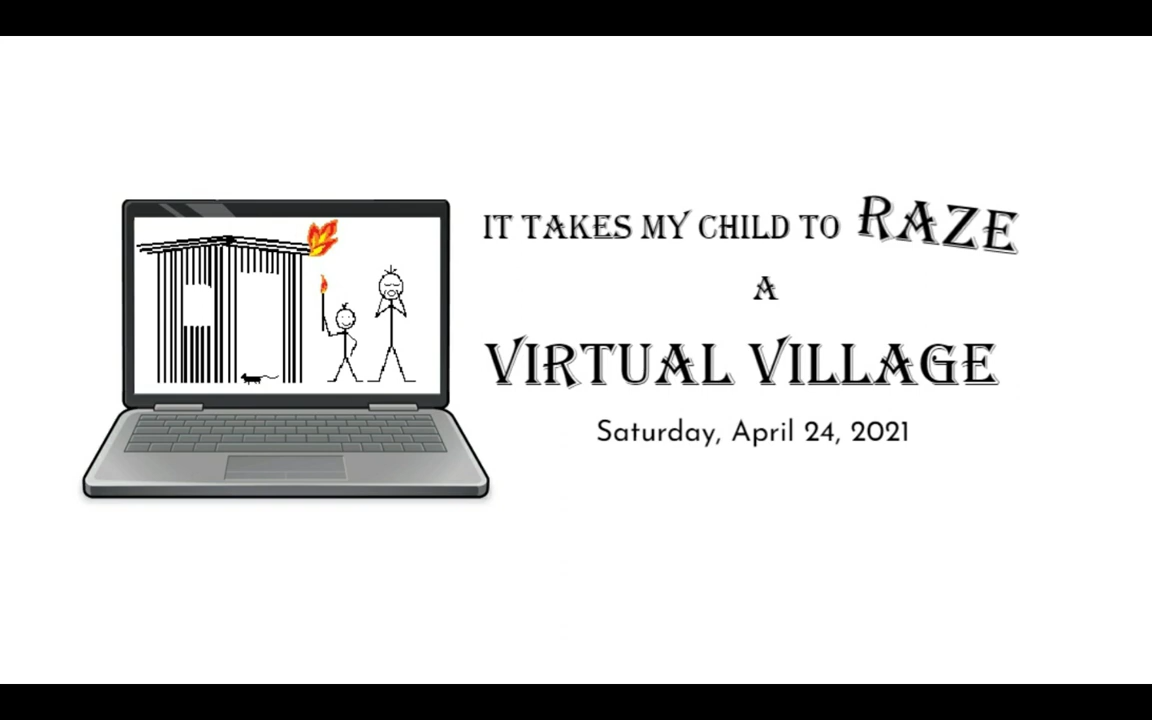 IT TAKES MY CHILD TO RAZE
A
VIRTUAL VILLAGE
Saturday, April 24, 2021